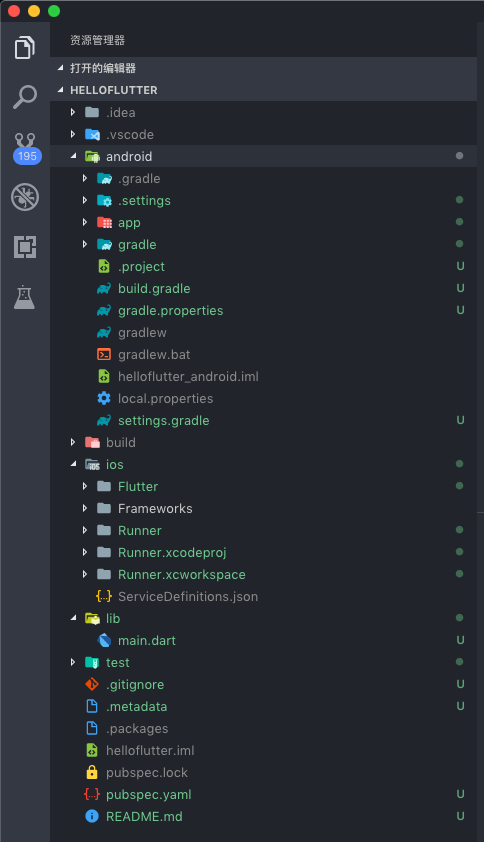 资源管理器
打开的编辑器
HELLOFLUTTER
.idea
.vscode
195
android
.gradle
.settings
app
gradle
.project U
build.gradle U
gradle.properties U
gradlew
gradlew.bat
helloflutter_android.iml
local.properties
settings.gradle U
build
iOS ios
Flutter
Frameworks
Runner
Runner.xcodeproj
Runner.xcworkspace
{..} ServiceDefinitions.json
lib
main.dart U
test
.gitignore U
.metadata U
.packages
helloflutter.iml
pubspec.lock
{..} pubspec.yaml U
README.md U